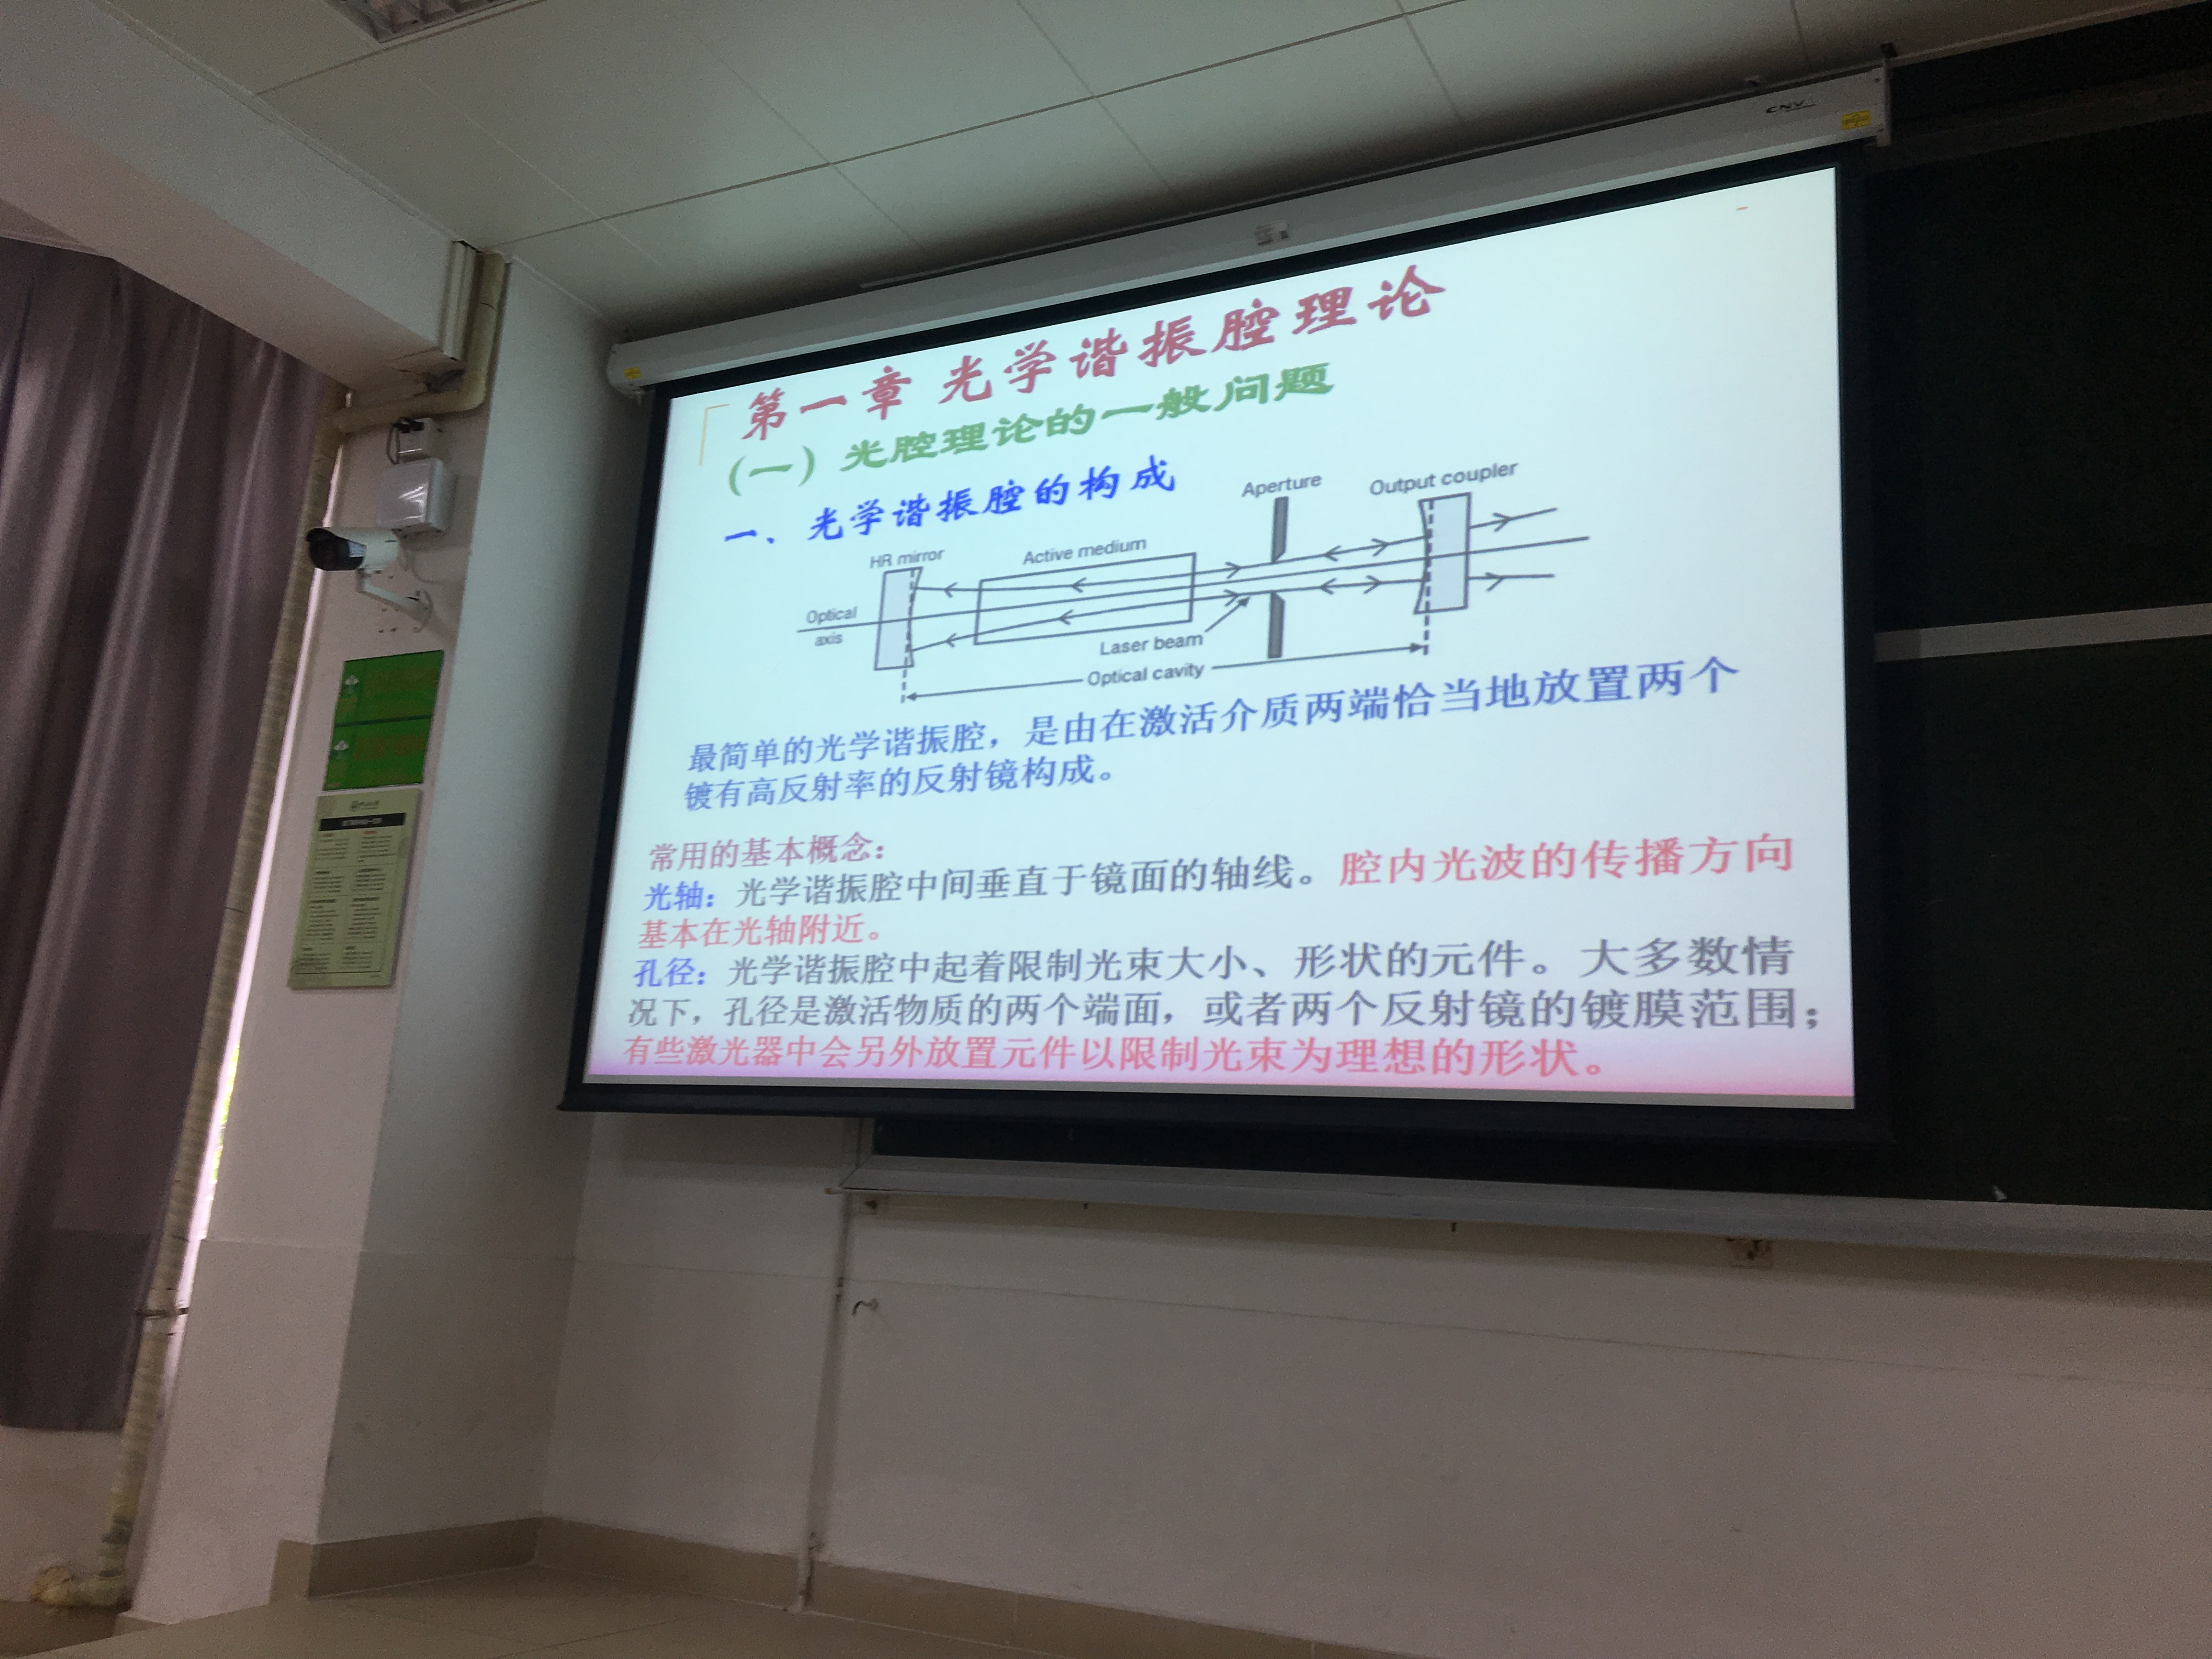 CNV
第一章 光学谐振腔理论
(一) 光腔理论的一般问题
一、光学谐振腔的构成
Aperture
Output coupler
HR mirror
Active medium
Optical
axis
Laser beam
Optical cavity
最简单的光学谐振腔，是由在激活介质两端恰当地放置两个
镀有高反射率的反射镜构成。
常用的基本概念：
光轴：光学谐振腔中间垂直于镜面的轴线。腔内光波的传播方向
基本在光轴附近。
孔径：光学谐振腔中起着限制光束大小、形状的元件。大多数情
况下，孔径是激活物质的两个端面，或者两个反射镜的镀膜范围；
有些激光器中会另外放置元件以限制光束为理想的形状。